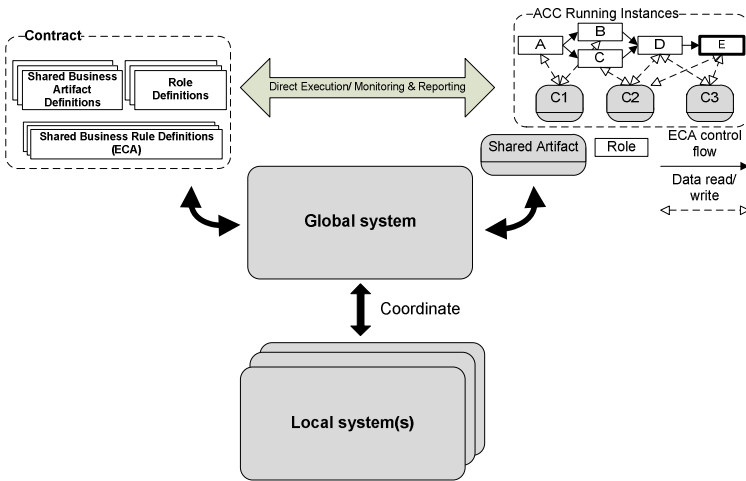 Contract
Shared Business
Artifact
Definitions
Role
Definitions
Shared Business Rule Definitions
(ECA)
Direct Execution/ Monitoring & Reporting
ACC Running Instances
A
B
C
D
E
C1
C2
C3
Shared Artifact
Role
ECA control
flow
Data read/
write
Global system
Coordinate
Local system(s)